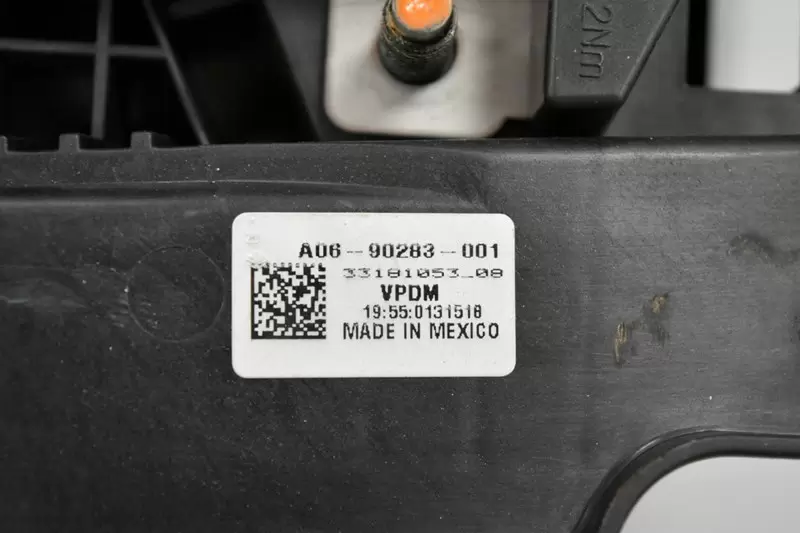 2Nm
A06-90283-001
33181053_08
VPDM
19:55:0131518
MADE IN MEXICO